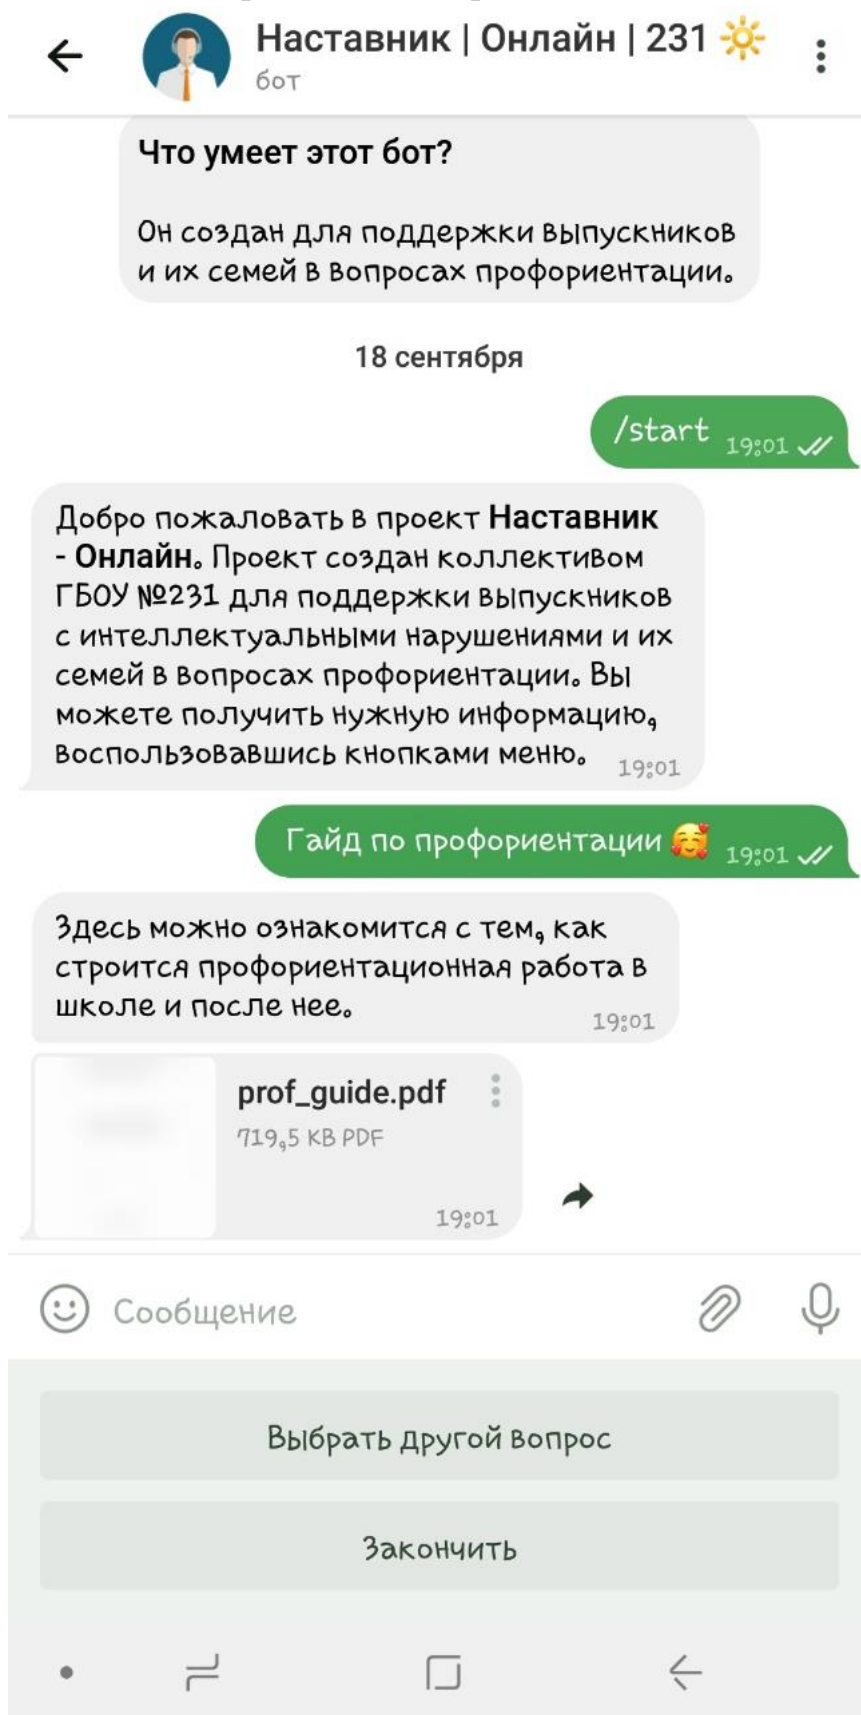 Наставник | Онлайн | 231 ☀️
бот
Что умеет этот бот?
Он создан для поддержки выпускников
и их семей в вопросах профориентации.
18 сентября
/start 19:01
Добро пожаловать в проект Наставник
- Онлайн. Проект создан коллективом
ГБОУ №231 для поддержки выпускников
с интеллектуальными нарушениями и их
семей в вопросах профориентации. Вы
можете получить нужную информацию,
воспользовавшись кнопками меню. 19:01
Гайд по профориентации 🥰 19:01
Здесь можно ознакомится с тем, как
строится профориентационная работа в
школе и после нее. 19:01
prof_guide.pdf
719,5 KB PDF
19:01
Сообщение
Выбрать другой вопрос
Закончить